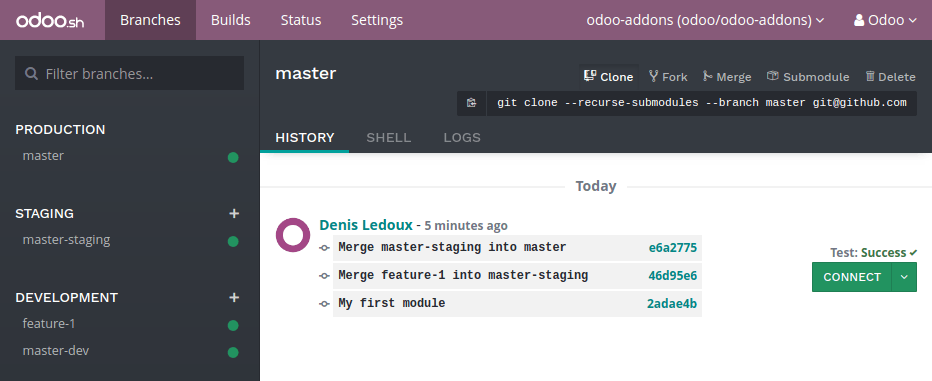 odoo.sh Branches Builds Status Settings odoo-addons (odoo/odoo-addons) Odoo
Filter branches...
master
Clone Fork Merge Submodule Delete
git clone --recurse-submodules --branch master git@github.com
HISTORY SHELL LOGS
PRODUCTION
master
STAGING +
master-staging
DEVELOPMENT +
feature-1
master-dev
Today
Denis Ledoux - 5 minutes ago
Merge master-staging into master e6a2775
Merge feature-1 into master-staging 46d95e6
My first module 2adae4b
Test: Success
CONNECT